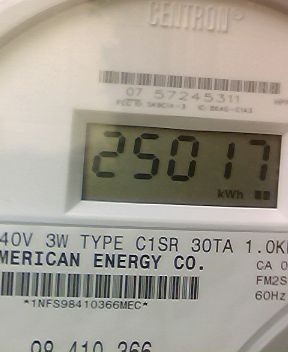 CENTRON®
07 57245311
25017
kWh
40V 3W TYPE C1SR 30TA 1.0K
MERICAN ENERGY CO. CA 0
FM2S
*1NFS98410366MEC* 60Hz
98 410 366